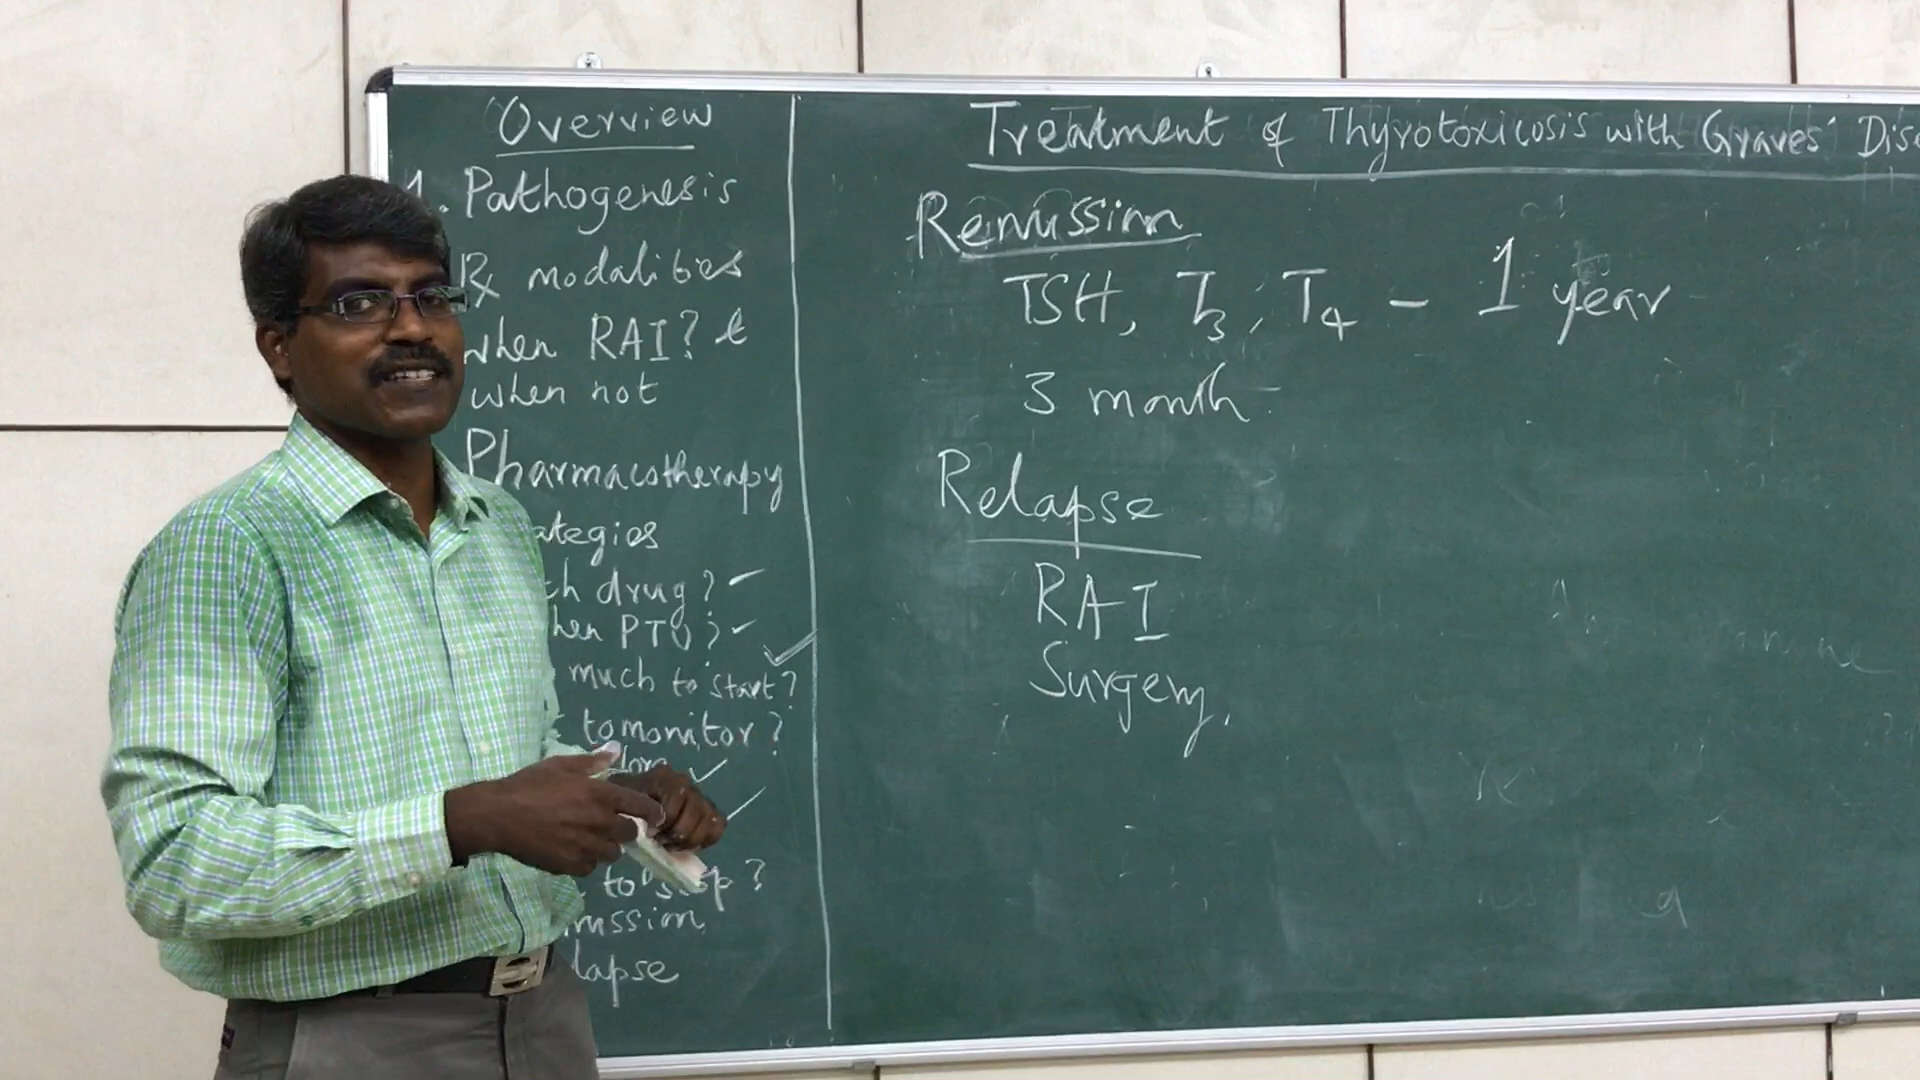 Overview
1. Pathogenesis
Rx modalities
when RAI? &
when not
Pharmacotherapy
ategies
ch drug?
hen PTU?
much to start?
to monitor?
to stop?
mission
lapse
Treatment of Thyrotoxicosis with Graves' Dise
Remission
TSH, T3, T4 - 1 year
3 month
Relapse
RAI
Surgery.